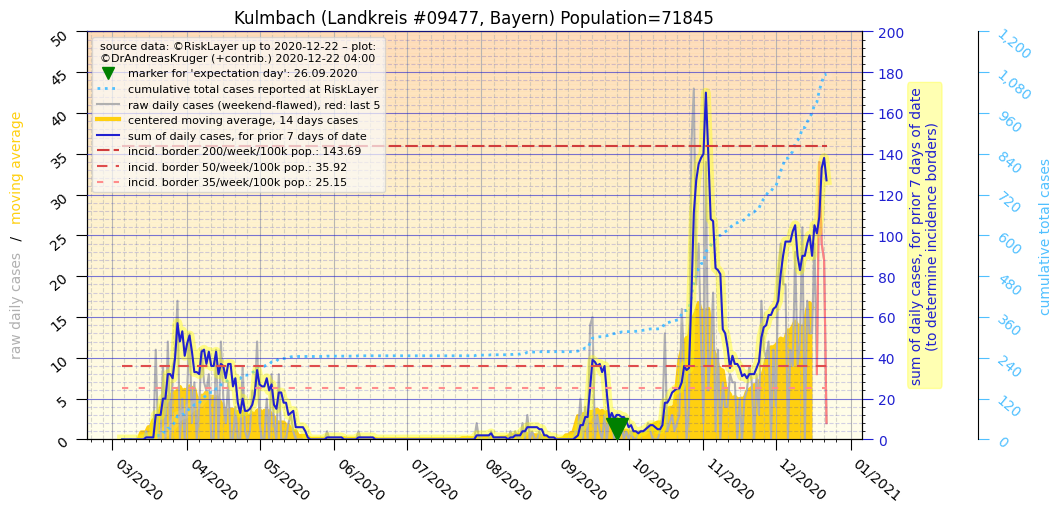 Kulmbach (Landkreis #09477, Bayern) Population=71845
source data: ©RiskLayer up to 2020-12-22 – plot:
©DrAndreasKruger (+contrib.) 2020-12-22 04:00
marker for 'expectation day': 26.09.2020
cumulative total cases reported at RiskLayer
raw daily cases (weekend-flawed), red: last 5
centered moving average, 14 days cases
sum of daily cases, for prior 7 days of date
incid. border 200/week/100k pop.: 143.69
incid. border 50/week/100k pop.: 35.92
incid. border 35/week/100k pop.: 25.15
raw daily cases / moving average
50
45
40
35
30
25
20
15
10
5
0
03/2020
04/2020
05/2020
06/2020
07/2020
08/2020
09/2020
10/2020
11/2020
12/2020
01/2021
200
180
160
140
120
100
80
60
40
20
0
sum of daily cases, for prior 7 days of date
(to determine incidence borders)
1,200
1,080
960
840
720
600
480
360
240
120
0
cumulative total cases